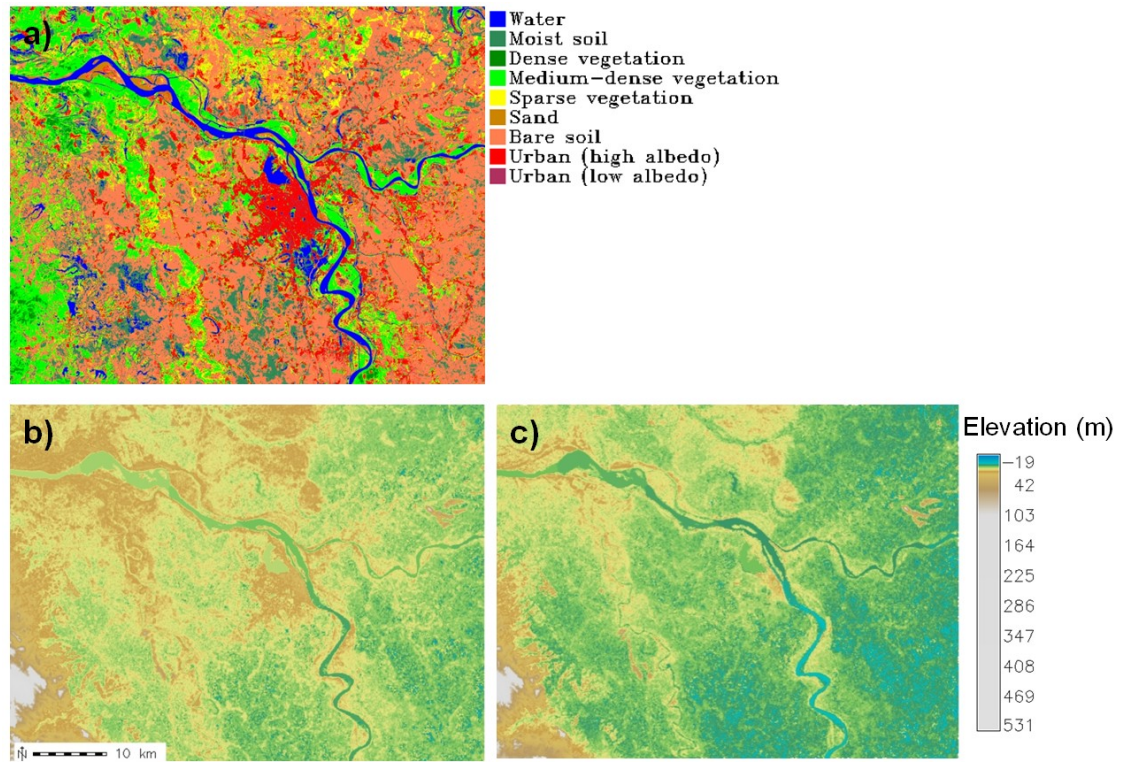 a)
Water
Moist soil
Dense vegetation
Medium-dense vegetation
Sparse vegetation
Sand
Bare soil
Urban (high albedo)
Urban (low albedo)
b)
c)
Elevation (m)
-19
42
103
164
225
286
347
408
469
531
N
10 km